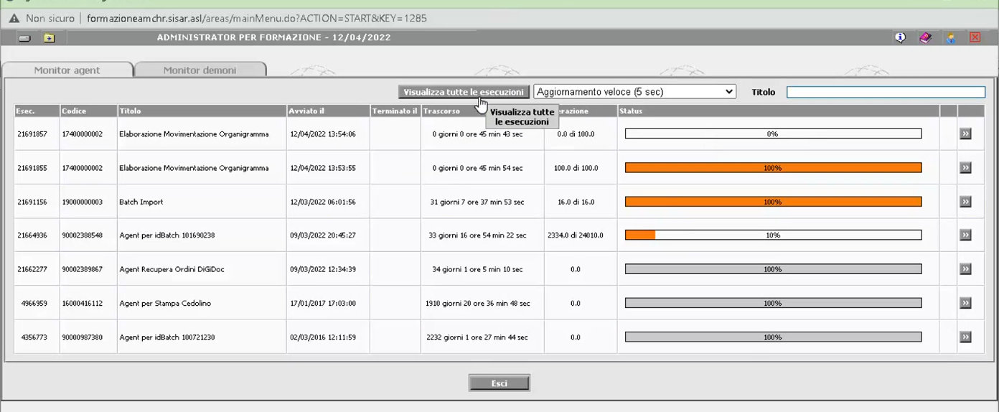 Non sicuro | formazioneamchr.sisar.asl/areas/mainMenu.do?ACTION=START&KEY=1285
ADMINISTRATOR PER FORMAZIONE - 12/04/2022
Monitor agent Monitor demoni
Visualizza tutte le esecuzioni Aggiornamento veloce (5 sec) Titolo
Esec. Codice Titolo Avviato il Terminato il Trascorso erazione Status
Visualizza tutte
le esecuzioni
21691857 17400000002 Elaborazione Movimentazione Organigramma 12/04/2022 13:54:06 0 giorni 0 ore 45 min 43 sec 0.0 di 100.0 0%
21691855 17400000002 Elaborazione Movimentazione Organigramma 12/04/2022 13:53:55 0 giorni 0 ore 45 min 54 sec 100.0 di 100.0 100%
21691156 19000000003 Batch Import 12/03/2022 06:01:56 31 giorni 7 ore 37 min 53 sec 16.0 di 16.0 100%
21664936 90002388548 Agent per idBatch 101690238 09/03/2022 20:45:27 33 giorni 16 ore 54 min 22 sec 2334.0 di 24010.0 10%
21662277 90002389867 Agent Recupera Ordini DiGiDoc 09/03/2022 12:34:39 34 giorni 1 ore 5 min 10 sec 0.0 100%
4966959 16000416112 Agent per Stampa Cedolino 17/01/2017 17:03:00 1910 giorni 20 ore 36 min 48 sec 0.0 100%
4356773 90000987380 Agent per idBatch 100721230 02/03/2016 12:11:59 2232 giorni 1 ore 27 min 44 sec 0.0 100%
Esci